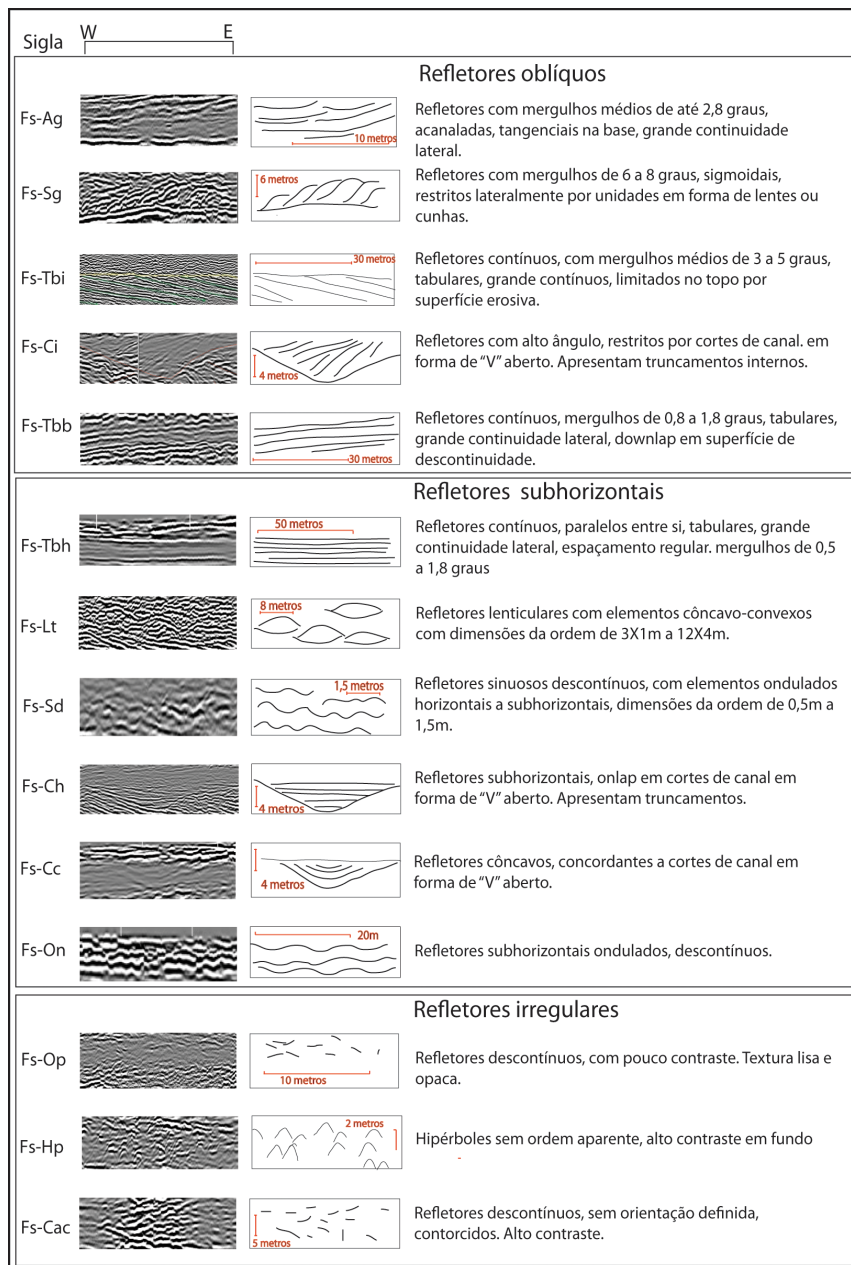 Sigla
W E
Refletores oblíquos
Fs-Ag
10 metros
Refletores com mergulhos médios de até 2,8 graus,
acanaladas, tangenciais na base, grande continuidade
lateral.
Fs-Sg
6 metros
Refletores com mergulhos de 6 a 8 graus, sigmoidais,
restritos lateralmente por unidades em forma de lentes ou
cunhas.
Fs-Tbi
30 metros
Refletores contínuos, com mergulhos médios de 3 a 5 graus,
tabulares, grande contínuos, limitados no topo por
superfície erosiva.
Fs-Ci
4 metros
Refletores com alto ângulo, restritos por cortes de canal. em
forma de “V” aberto. Apresentam truncamentos internos.
Fs-Tbb
30 metros
Refletores contínuos, mergulhos de 0,8 a 1,8 graus, tabulares,
grande continuidade lateral, downlap em superfície de
descontinuidade.
Refletores subhorizontais
Fs-Tbh
50 metros
Refletores contínuos, paralelos entre si, tabulares, grande
continuidade lateral, espaçamento regular. mergulhos de 0,5
a 1,8 graus
Fs-Lt
8 metros
Refletores lenticulares com elementos côncavo-convexos
com dimensões da ordem de 3X1m a 12X4m.
Fs-Sd
1,5 metros
Refletores sinuosos descontínuos, com elementos ondulados
horizontais a subhorizontais, dimensões da ordem de 0,5m a
1,5m.
Fs-Ch
4 metros
Refletores subhorizontais, onlap em cortes de canal em
forma de “V” aberto. Apresentam truncamentos.
Fs-Cc
4 metros
Refletores côncavos, concordantes a cortes de canal em
forma de “V” aberto.
Fs-On
20m
Refletores subhorizontais ondulados, descontínuos.
Refletores irregulares
Fs-Op
10 metros
Refletores descontínuos, com pouco contraste. Textura lisa e
opaca.
Fs-Hp
2 metros
Hipérboles sem ordem aparente, alto contraste em fundo
Fs-Cac
5 metros
Refletores descontínuos, sem orientação definida,
contorcidos. Alto contraste.